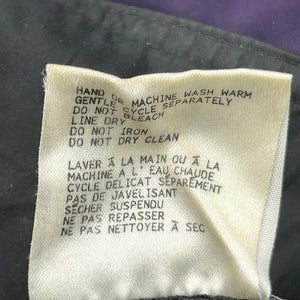 HAND OR MACHINE WASH WARM
GENTLE CYCLE SEPARATELY
DO NOT BLEACH
LINE DRY
DO NOT IRON
DO NOT DRY CLEAN
LAVER À LA MAIN OU À LA
MACHINE A L' EAU CHAUDE
CYCLE DELICAT SÉPARÉMENT
PAS DE JAVELISANT
SÉCHER SUSPENDU
NE PAS REPASSER
NE PAS NETTOYER À SEC